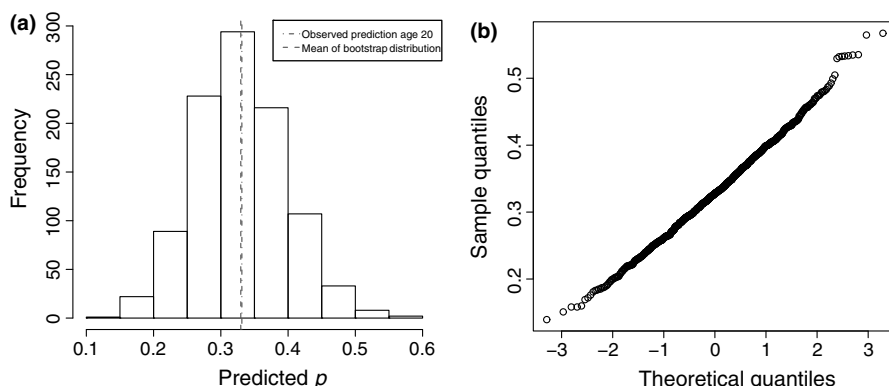 (a)
Observed prediction age 20
Mean of bootstrap distribution
Frequency
0 50 100 150 200 250 300
0.1 0.2 0.3 0.4 0.5 0.6
Predicted p
(b)
Sample quantiles
0.2 0.3 0.4 0.5
−3 −2 −1 0 1 2 3
Theoretical quantiles